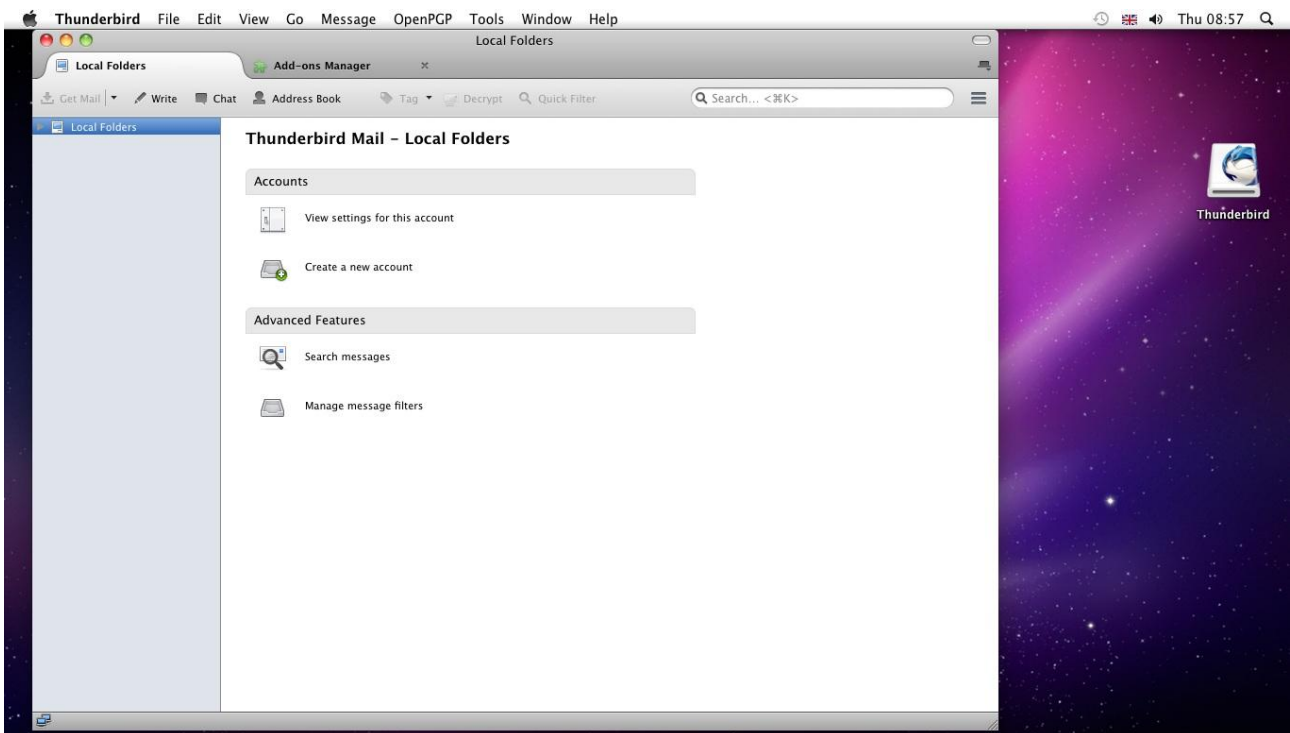 Thunderbird File Edit View Go Message OpenPGP Tools Window Help Thu 08:57
Local Folders
Local Folders Add-ons Manager
Get Mail Write Chat Address Book Tag Decrypt Quick Filter Search... <⌘K>
Local Folders
Thunderbird Mail – Local Folders
Accounts
View settings for this account
Create a new account
Advanced Features
Search messages
Manage message filters
Thunderbird